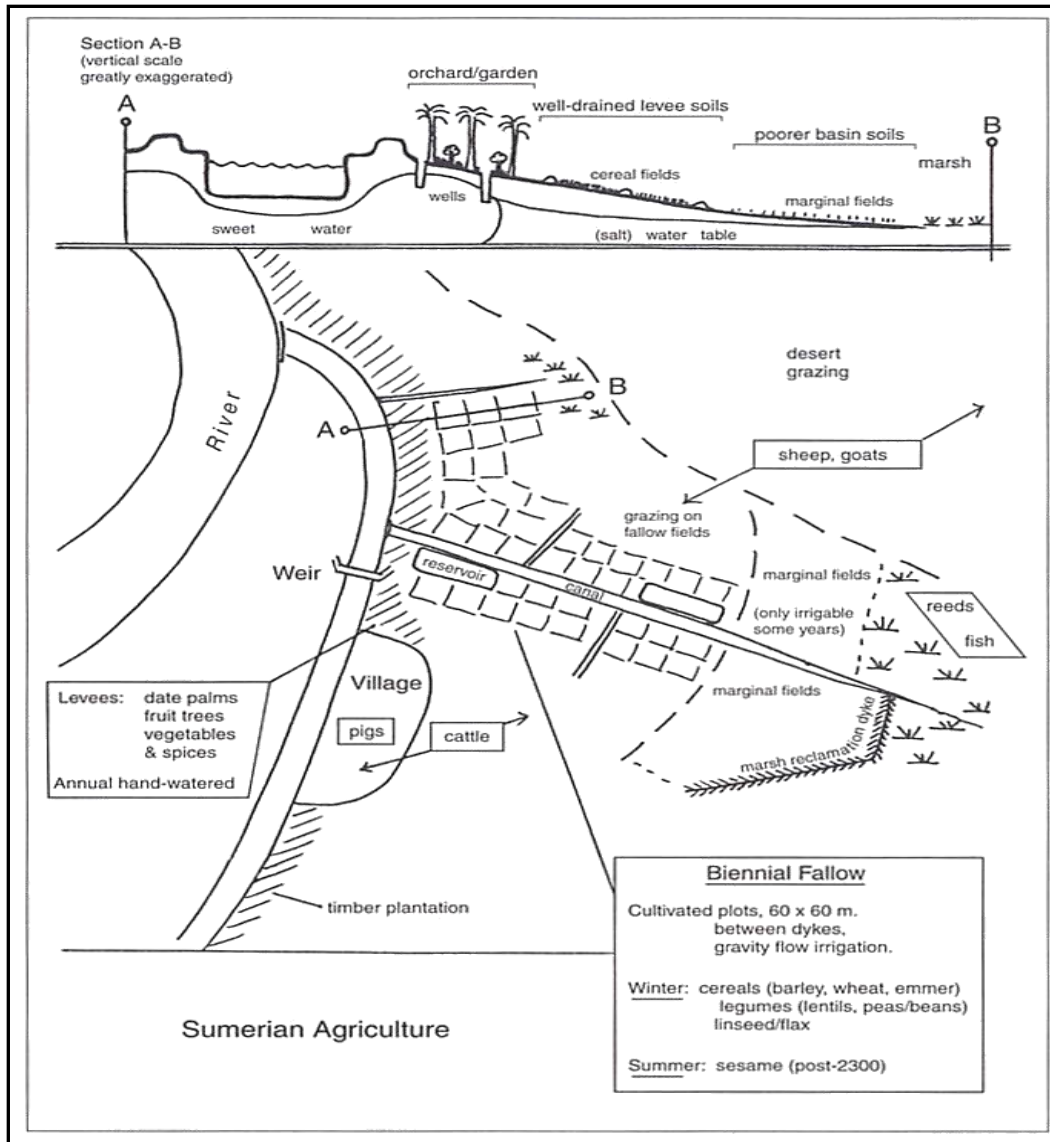 Section A-B
(vertical scale
greatly exaggerated)
A
orchard/garden
well-drained levee soils
poorer basin soils
B
marsh
cereal fields
wells
marginal fields
sweet water
(salt) water table
desert
grazing
River
A
B
sheep, goats
grazing on
fallow fields
Weir
reservoir
canal
marginal fields
(only irrigable
some years)
reeds
fish
Levees: date palms
fruit trees
vegetables
& spices
Annual hand-watered
Village
pigs
cattle
marginal fields
marsh reclamation dyke
timber plantation
Biennial Fallow
Cultivated plots, 60 x 60 m.
between dykes,
gravity flow irrigation.
Winter: cereals (barley, wheat, emmer)
legumes (lentils, peas/beans)
linseed/flax
Summer: sesame (post-2300)
Sumerian Agriculture